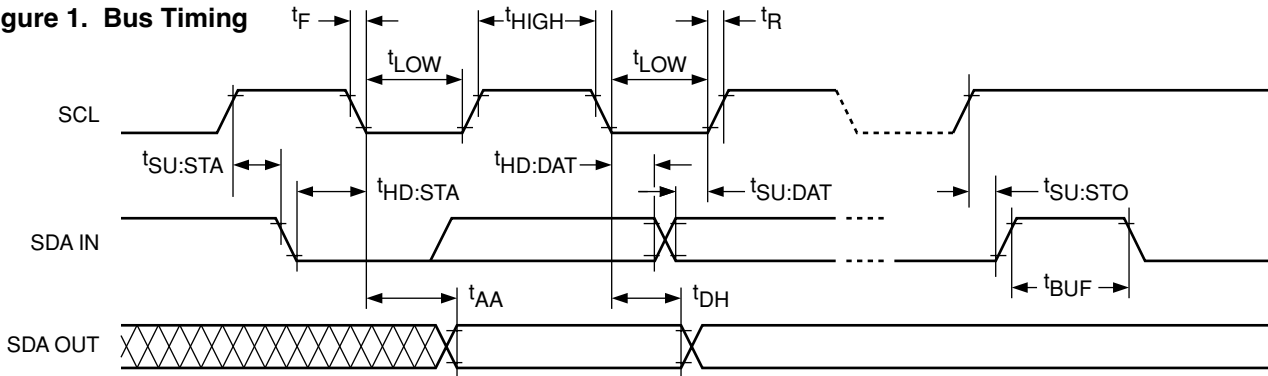 gure 1. Bus Timing
tF
tHIGH
tR
tLOW
tLOW
SCL
tSU:STA
tHD:STA
tHD:DAT
tSU:DAT
tSU:STO
SDA IN
tBUF
tAA
tDH
SDA OUT